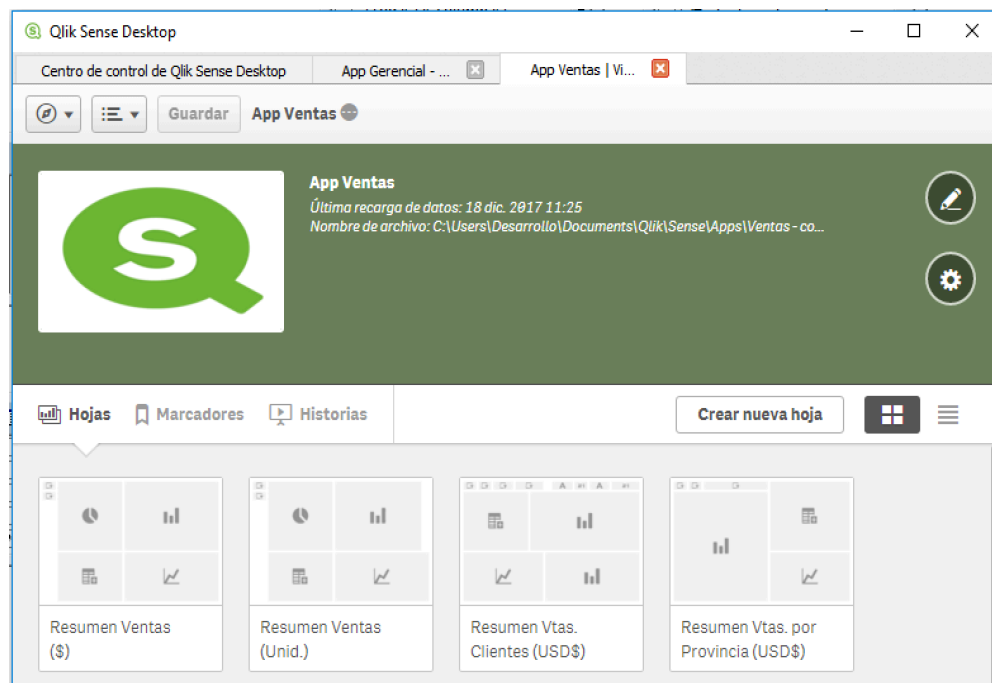 Qlik Sense Desktop
Centro de control de Qlik Sense Desktop
App Gerencial - ...
App Ventas | Vi...
Guardar
App Ventas
App Ventas
Última recarga de datos: 18 dic. 2017 11:25
Nombre de archivo: C:\Users\Desarrollo\Documents\Qlik\Sense\Apps\Ventas - co...
S
Hojas
Marcadores
Historias
Crear nueva hoja
Resumen Ventas
($)
Resumen Ventas
(Unid.)
Resumen Vtas.
Clientes (USD$)
Resumen Vtas. por
Provincia (USD$)